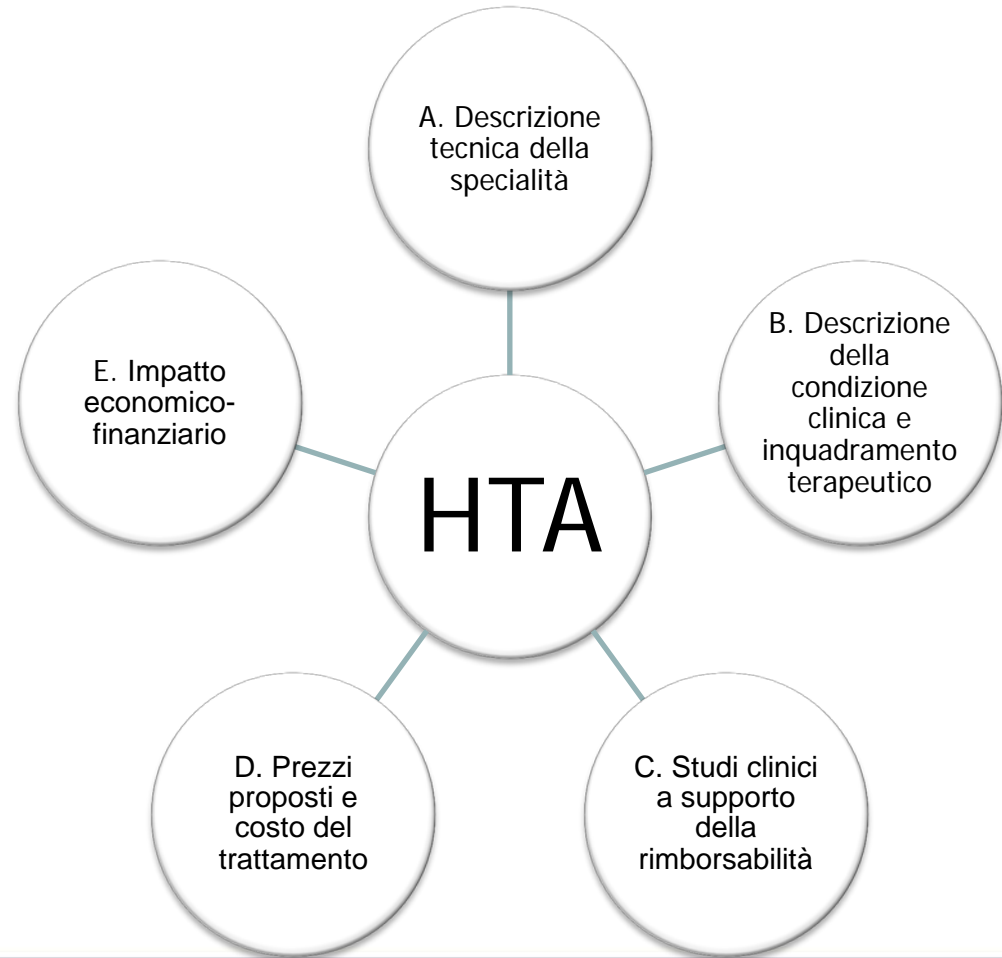 A. Descrizione
tecnica della
specialità
B. Descrizione
della
condizione
clinica e
inquadramento
terapeutico
C. Studi clinici
a supporto
della
rimborsabilità
D. Prezzi
proposti e
costo del
trattamento
E. Impatto
economico-
finanziario
HTA